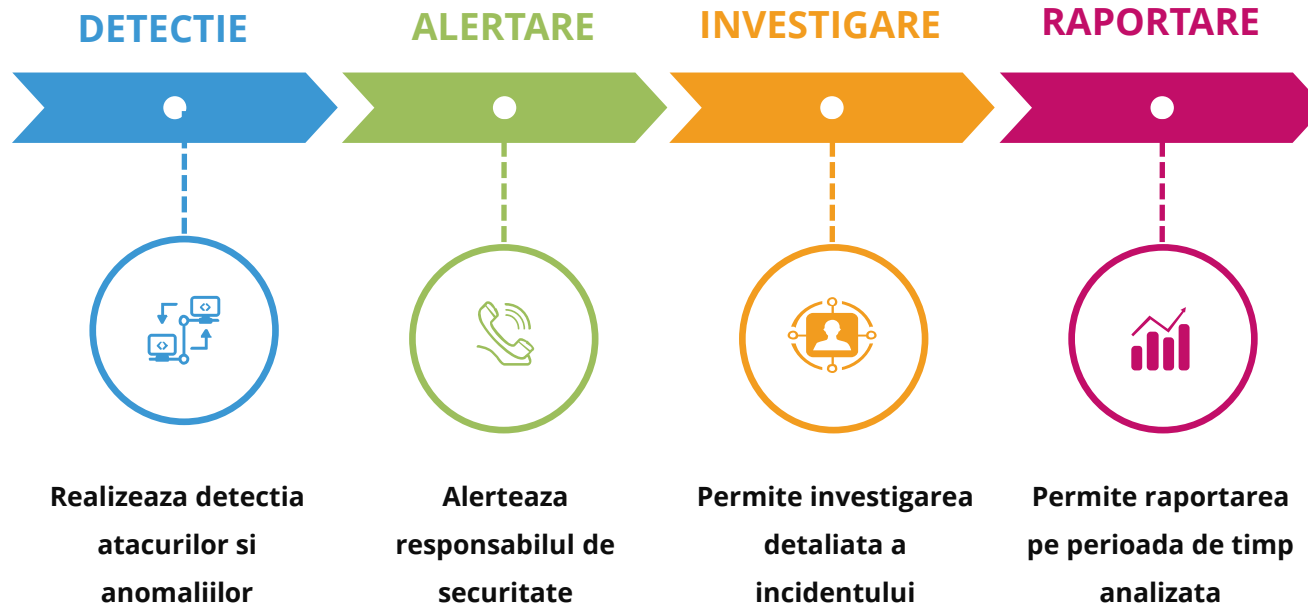 DETECTIE
ALERTARE
INVESTIGARE
RAPORTARE
Realizeaza detectia
atacurilor si
anomaliilor
Alerteaza
responsabilul de
securitate
Permite investigarea
detaliata a
incidentului
Permite raportarea
pe perioada de timp
analizata